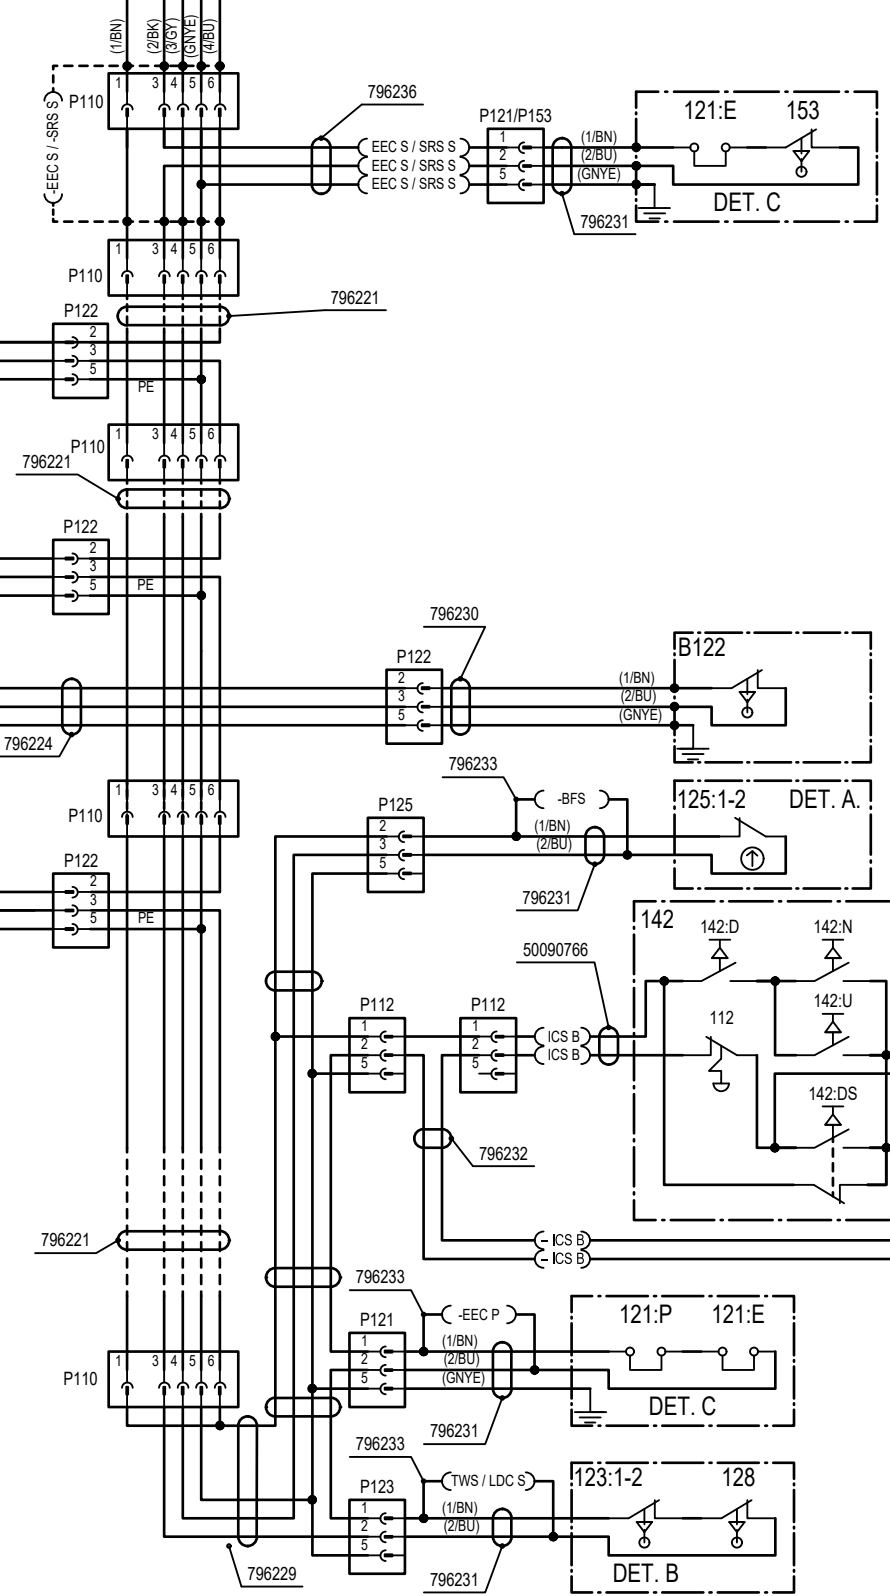 (1/BN)
(2/BK)
(3/GY)
(GNYE)
(4/BU)
-EEC S / -SRS S
P110
1 3 4 5 6
796236
EEC S / SRS S
EEC S / SRS S
EEC S / SRS S
P121/P153
1
2
5
(1/BN)
(2/BU)
(GNYE)
796231
121:E 153
DET. C
P110
1 3 4 5 6
796221
P122
2
3
5
PE
P110
1 3 4 5 6
796221
P122
2
3
5
PE
796230
P122
2
3
5
(1/BN)
(2/BU)
(GNYE)
B122
796224
796233
-BFS
P110
1 3 4 5 6
P125
2
3
5
(1/BN)
(2/BU)
796231
125:1-2 DET. A.
P122
2
3
5
PE
142
142:D 142:N
142:U
112
142:DS
50090766
P112
1
2
5
P112
1
2
5
ICS B
ICS B
796232
796221
- ICS B
- ICS B
796233
-EEC P
P121
1
2
5
(1/BN)
(2/BU)
(GNYE)
796231
121:P 121:E
DET. C
P110
1 3 4 5 6
796233
TWS / LDC S
P123
1
2
5
(1/BN)
(2/BU)
796231
123:1-2 128
DET. B
796229